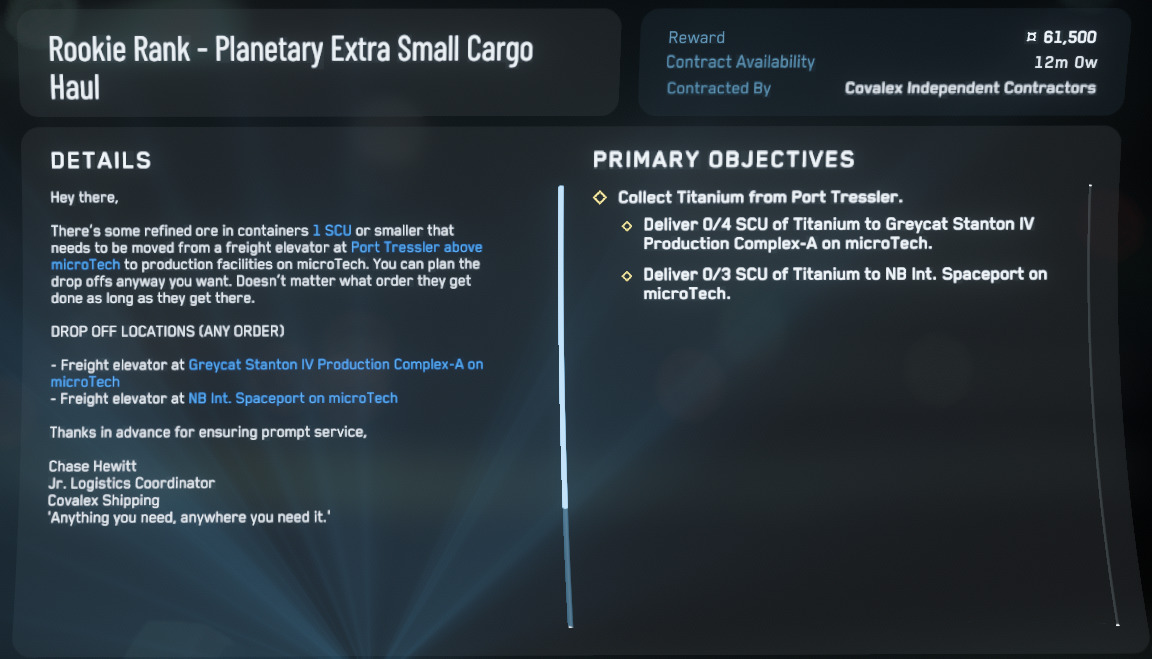 Rookie Rank - Planetary Extra Small Cargo
Haul
Reward ¤ 61,500
Contract Availability 12m 0w
Contracted By Covalex Independent Contractors
DETAILS
Hey there,
There's some refined ore in containers 1 SCU or smaller that
needs to be moved from a freight elevator at Port Tressler above
microTech to production facilities on microTech. You can plan the
drop offs anyway you want. Doesn't matter what order they get
done as long as they get there.
DROP OFF LOCATIONS (ANY ORDER)
- Freight elevator at Greycat Stanton IV Production Complex-A on
microTech
- Freight elevator at NB Int. Spaceport on microTech
Thanks in advance for ensuring prompt service,
Chase Hewitt
Jr. Logistics Coordinator
Covalex Shipping
'Anything you need, anywhere you need it.'
PRIMARY OBJECTIVES
Collect Titanium from Port Tressler.
Deliver 0/4 SCU of Titanium to Greycat Stanton IV
Production Complex-A on microTech.
Deliver 0/3 SCU of Titanium to NB Int. Spaceport on
microTech.